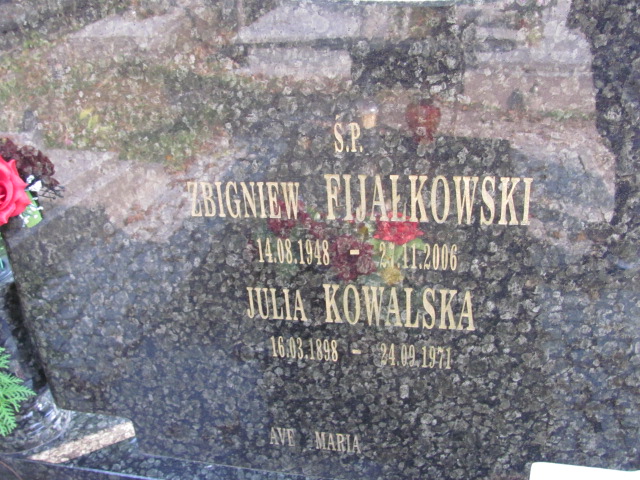 Ś.P.
ZBIGNIEW FIJAŁKOWSKI
14.08.1948 - 21.11.2006
JULIA KOWALSKA
16.03.1898 - 24.09.1971
AVE MARIA